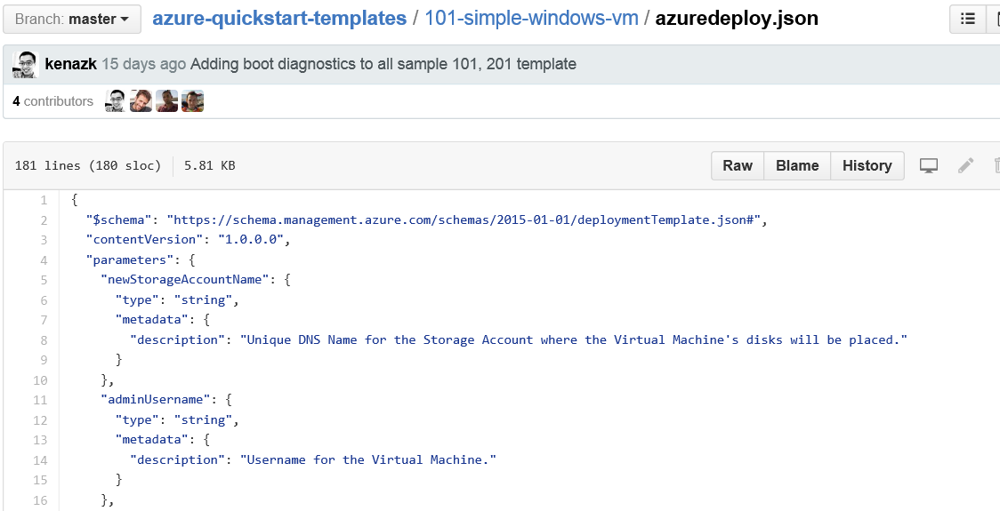 Branch: master azure-quickstart-templates / 101-simple-windows-vm / azuredeploy.json
kenazk 15 days ago Adding boot diagnostics to all sample 101, 201 template
4 contributors
181 lines (180 sloc) 5.81 KB Raw Blame History
1 {
2 "$schema": "https://schema.management.azure.com/schemas/2015-01-01/deploymentTemplate.json#",
3 "contentVersion": "1.0.0.0",
4 "parameters": {
5 "newStorageAccountName": {
6 "type": "string",
7 "metadata": {
8 "description": "Unique DNS Name for the Storage Account where the Virtual Machine's disks will be placed."
9 }
10 },
11 "adminUsername": {
12 "type": "string",
13 "metadata": {
14 "description": "Username for the Virtual Machine."
15 }
16 },